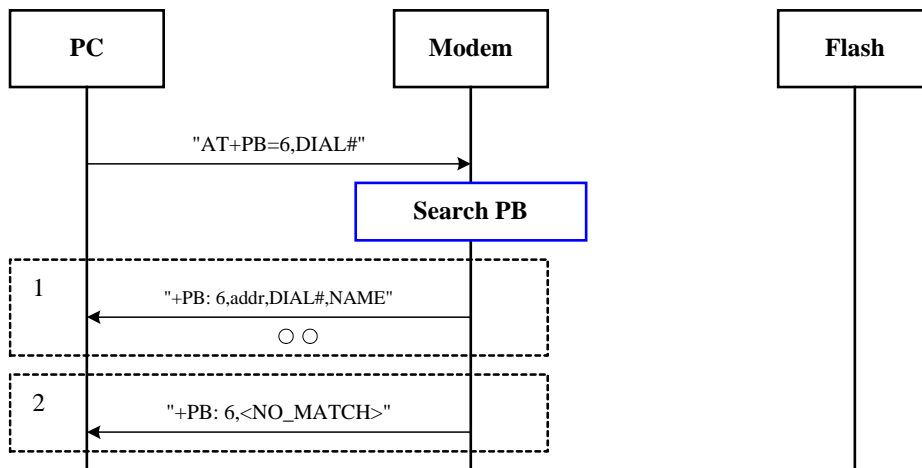 PC
Modem
Flash
"AT+PB=6,DIAL#"
Search PB
1
"+PB: 6,addr,DIAL#,NAME"
○ ○
2
"+PB: 6,<NO_MATCH>"